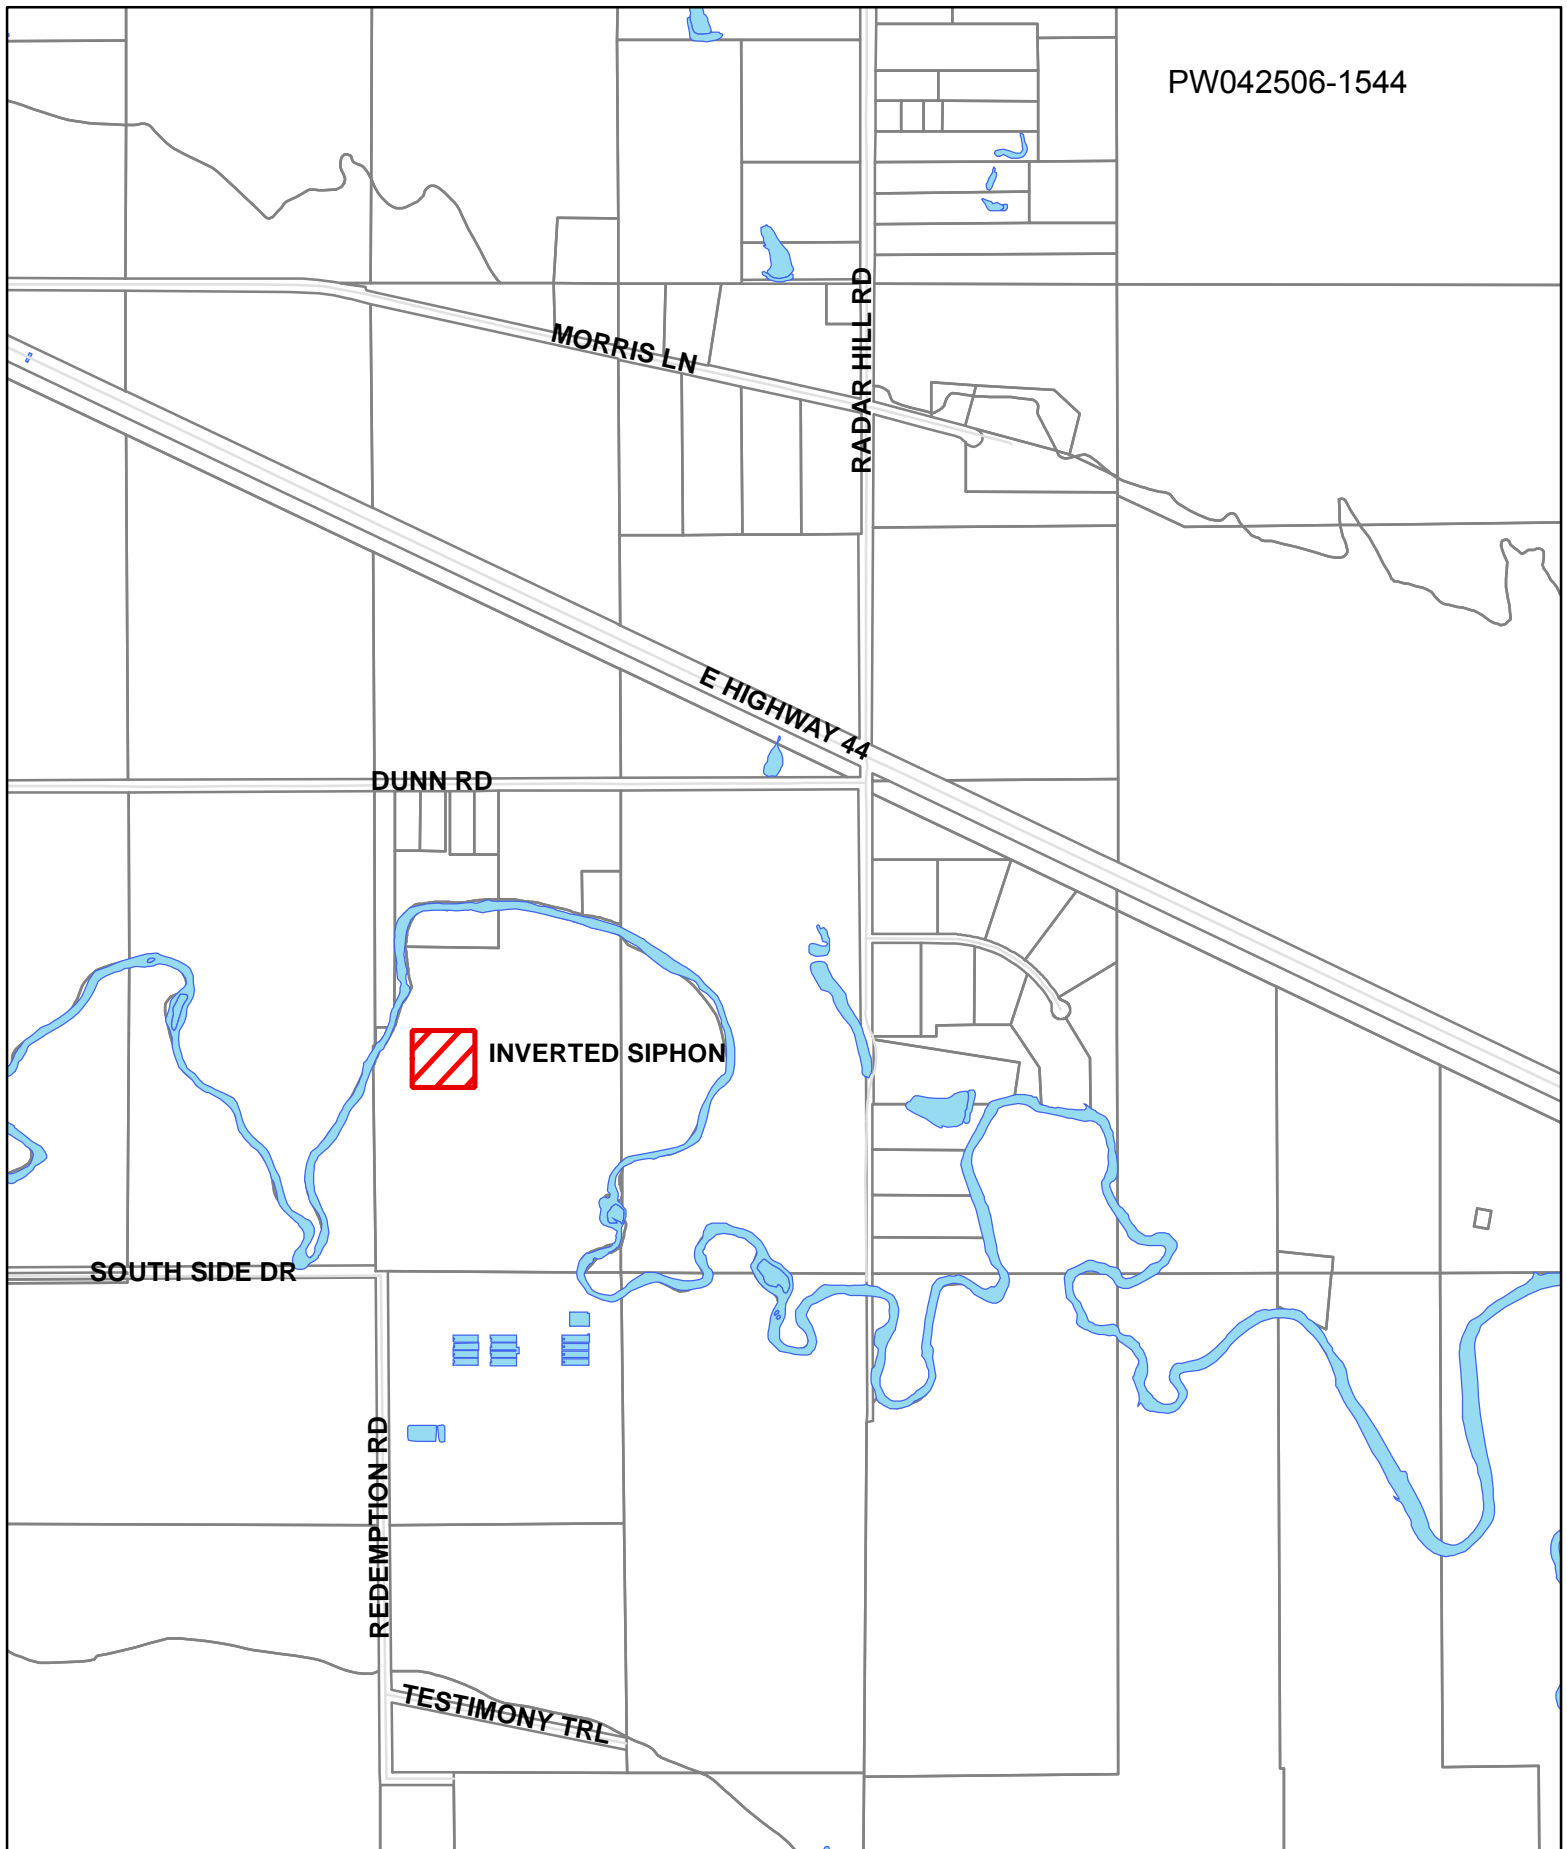 PW042506-1544
RADAR HILL RD
MORRIS LN
E HIGHWAY 44
DUNN RD
INVERTED SIPHON
SOUTH SIDE DR
REDEMPTION RD
TESTIMONY TRL